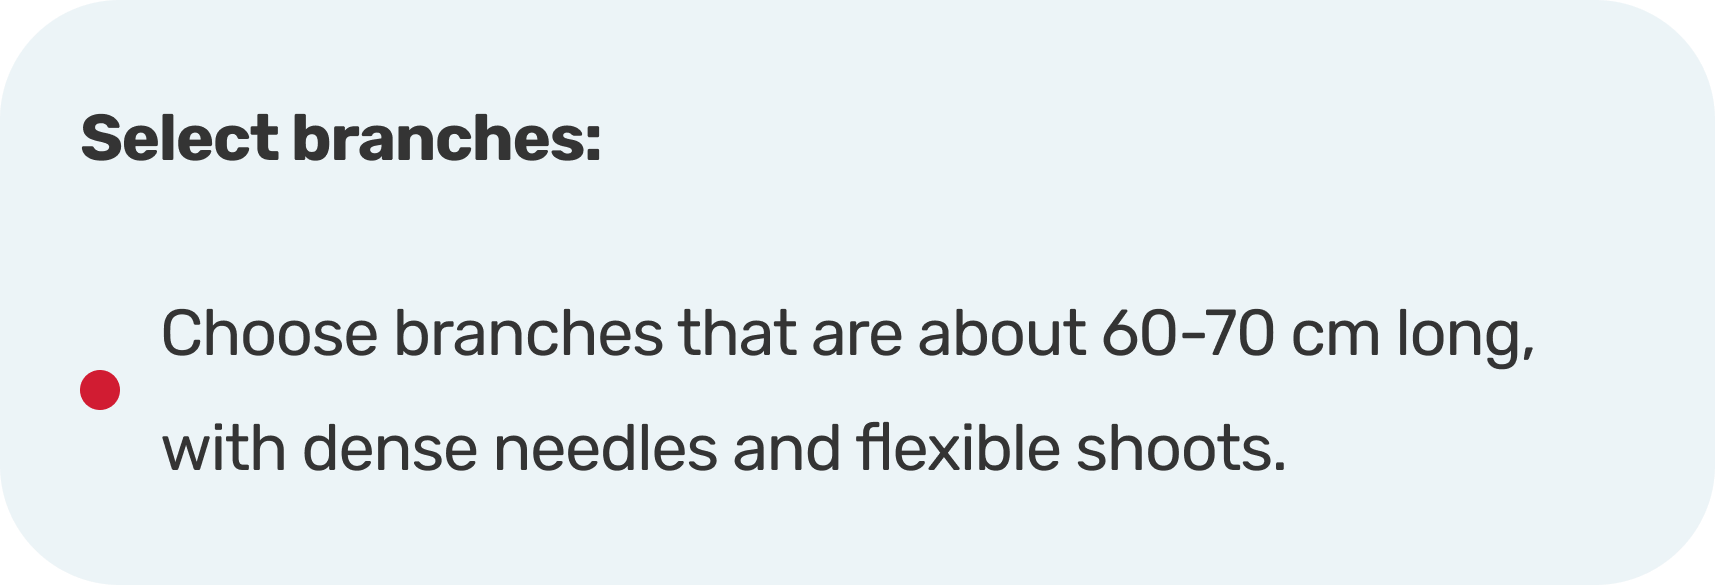 Select branches:
Choose branches that are about 60-70 cm long,
with dense needles and flexible shoots.